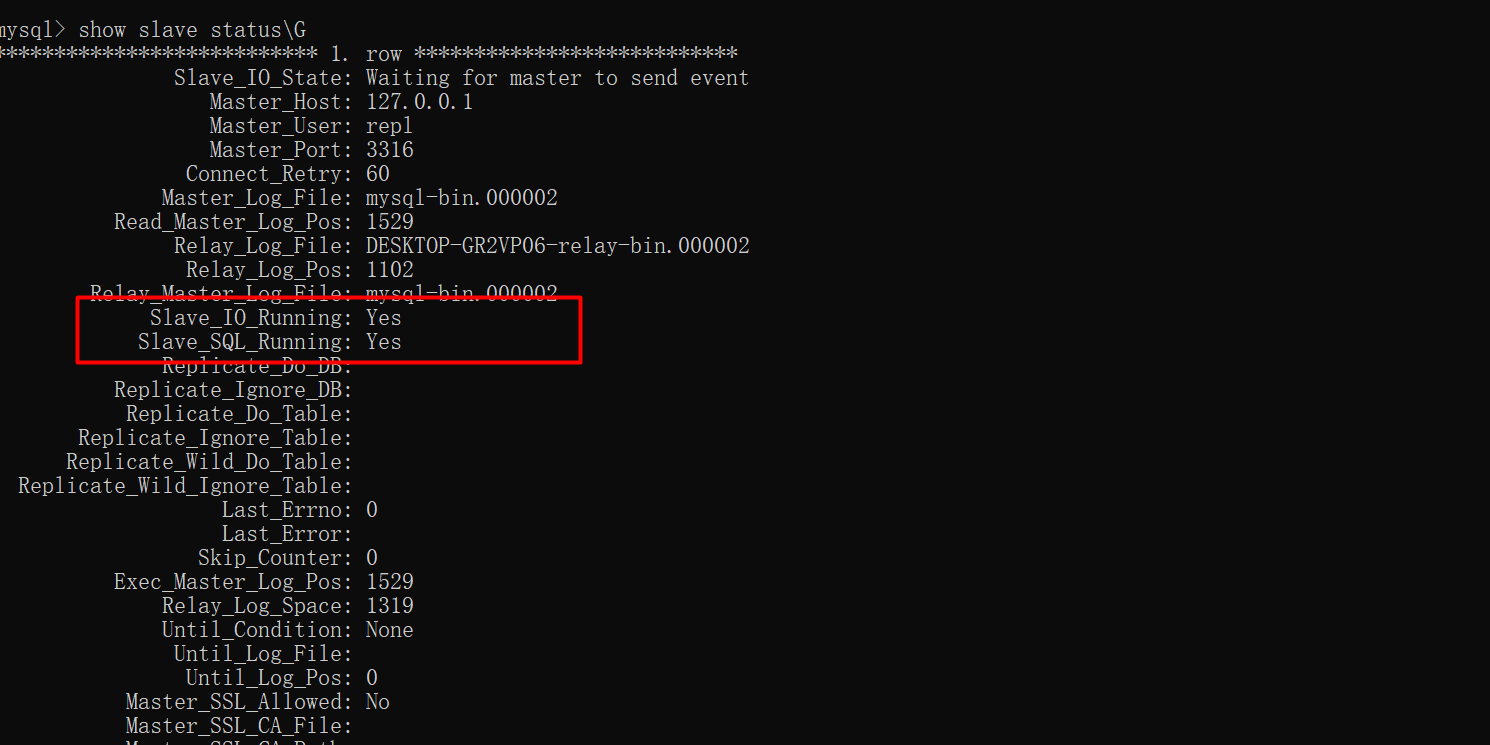 mysql> show slave status\G
*************************** 1. row ***************************
Slave_IO_State: Waiting for master to send event
Master_Host: 127.0.0.1
Master_User: repl
Master_Port: 3316
Connect_Retry: 60
Master_Log_File: mysql-bin.000002
Read_Master_Log_Pos: 1529
Relay_Log_File: DESKTOP-GR2VP06-relay-bin.000002
Relay_Log_Pos: 1102
Relay_Master_Log_File: mysql-bin.000002
Slave_IO_Running: Yes
Slave_SQL_Running: Yes
Replicate_Do_DB:
Replicate_Ignore_DB:
Replicate_Do_Table:
Replicate_Ignore_Table:
Replicate_Wild_Do_Table:
Replicate_Wild_Ignore_Table:
Last_Errno: 0
Last_Error:
Skip_Counter: 0
Exec_Master_Log_Pos: 1529
Relay_Log_Space: 1319
Until_Condition: None
Until_Log_File:
Until_Log_Pos: 0
Master_SSL_Allowed: No
Master_SSL_CA_File: